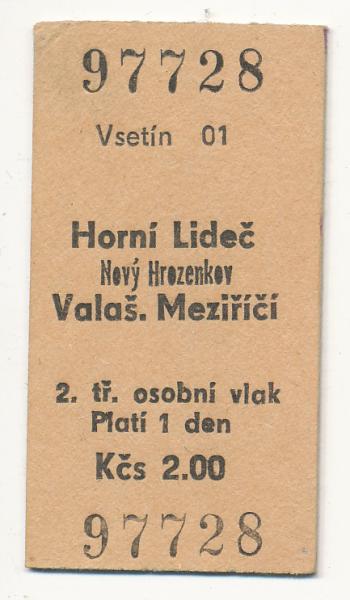 97728
Vsetín 01
Horní Lideč
Nový Hrozenkov
Valaš. Meziříčí
2. tř. osobní vlak
Platí 1 den
Kčs 2.00
97728